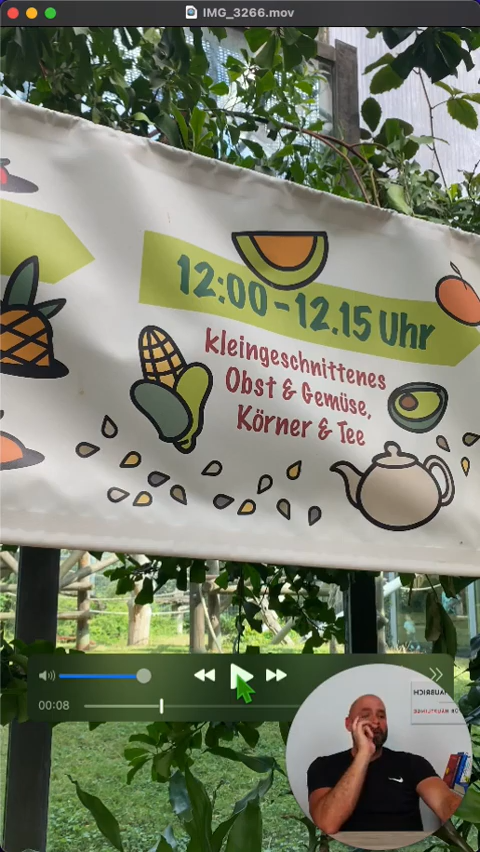 IMG_3266.mov
12:00-12.15 Uhr
kleingeschnittenes
Obst & Gemüse,
Körner & Tee
00:08